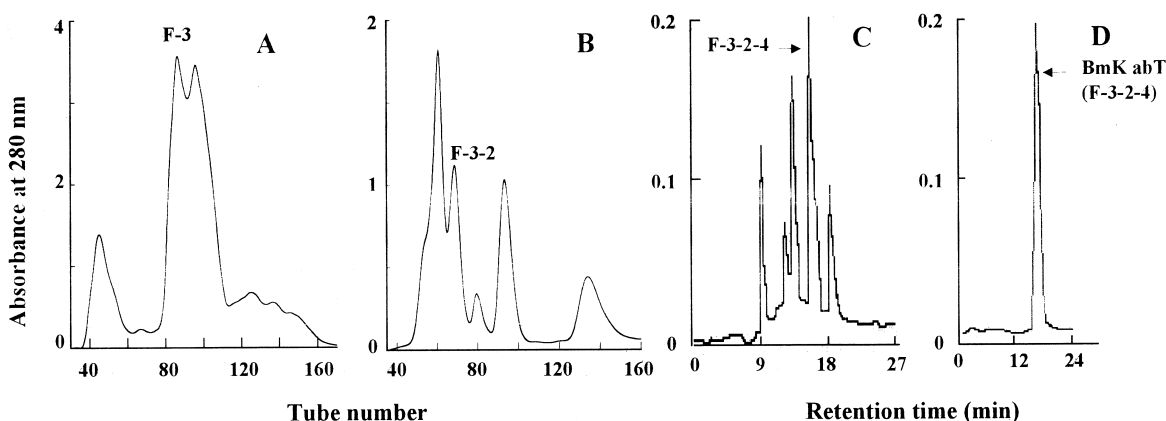 Absorbance at 280 nm
4
2
0
F-3
A
40
80
120
160
2
1
0
B
F-3-2
40
80
120
160
Tube number
0.2
0.1
0
F-3-2-4
C
0
9
18
27
0.2
0.1
0
D
BmK abT
(F-3-2-4)
0
12
24
Retention time (min)